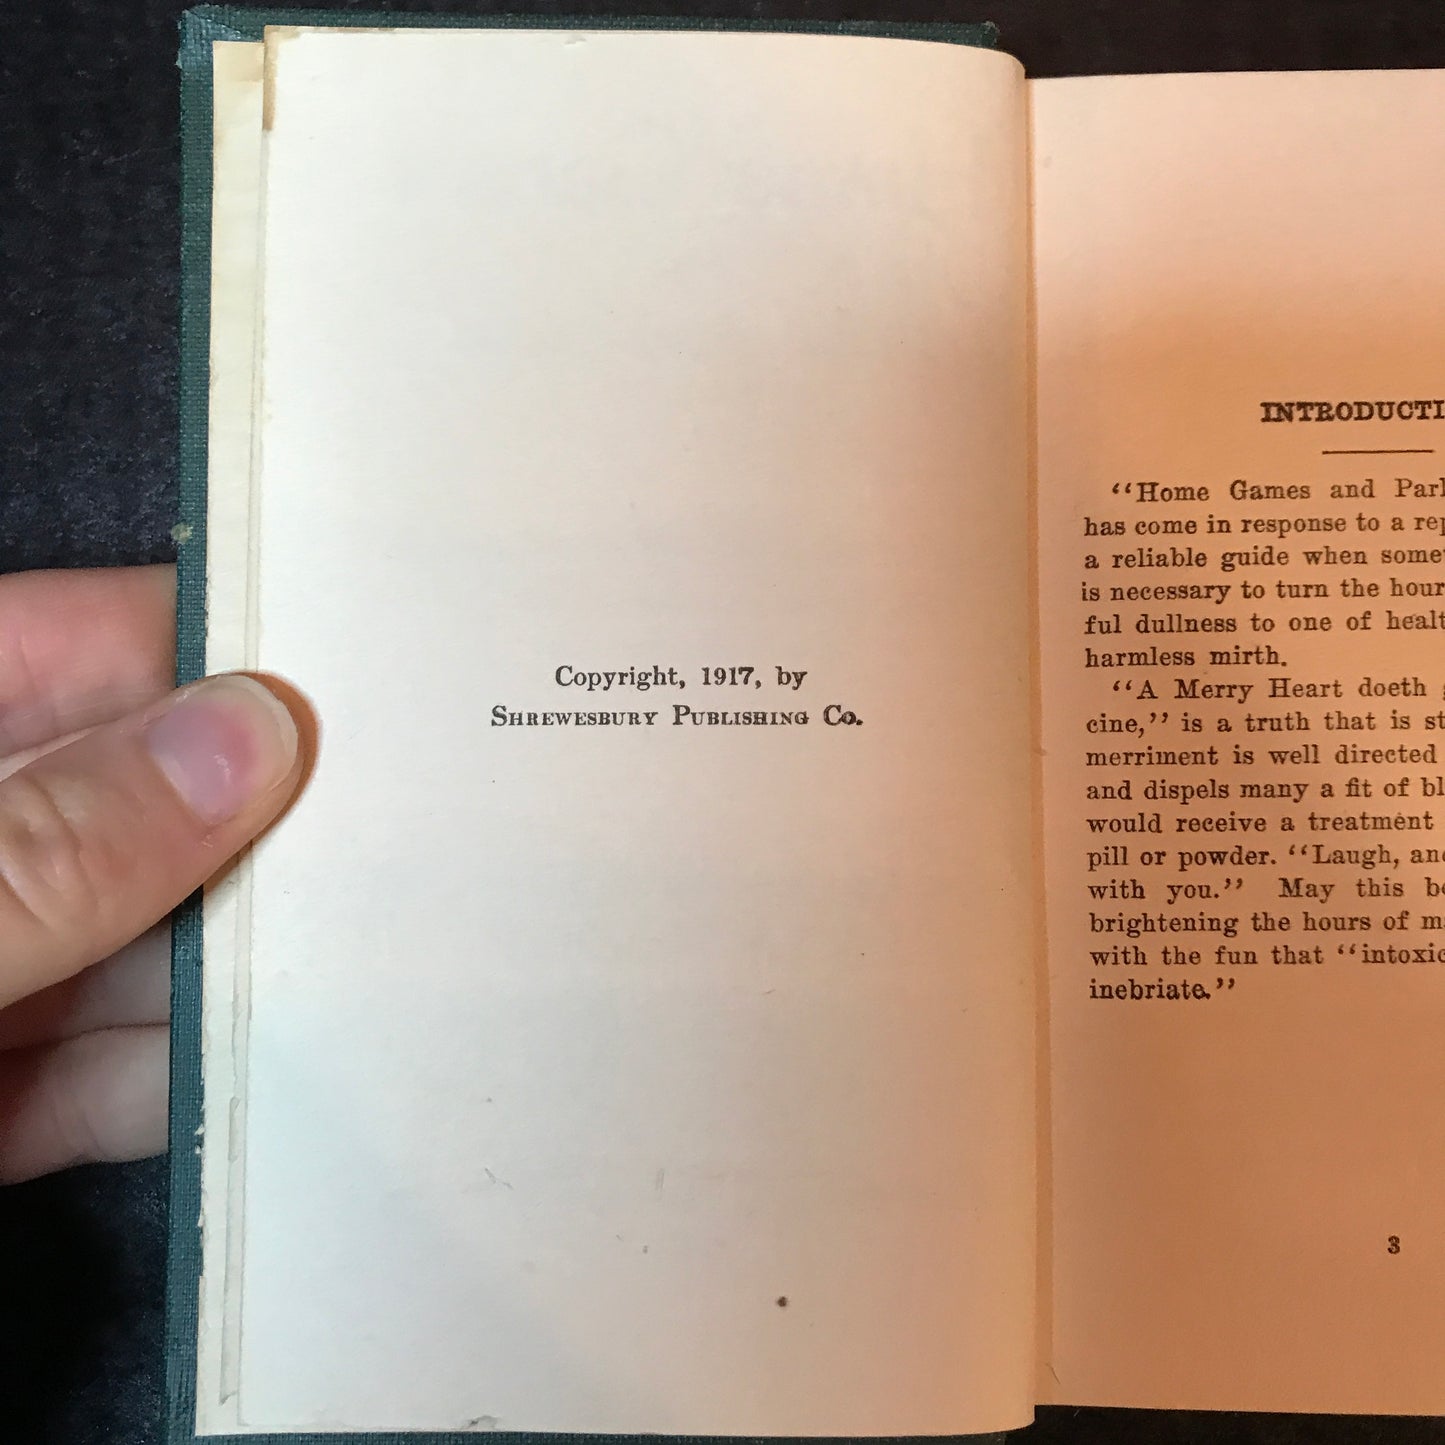 Copyright, 1917, by
Shrewesbury Publishing Co.
INTRODUCTI
"Home Games and Parl
has come in response to a rep
a reliable guide when some
is necessary to turn the hour
ful dullness to one of healt
harmless mirth.
"A Merry Heart doeth
cine," is a truth that is st
merriment is well directed
and dispels many a fit of bl
would receive a treatment
pill or powder. "Laugh, and
with you." May this b
brightening the hours of m
with the fun that "intoxic
inebriate."
3